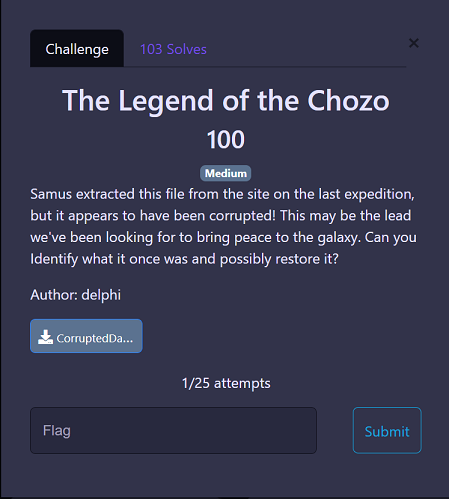 Challenge
103 Solves
×
The Legend of the Chozo
100
Medium
Samus extracted this file from the site on the last expedition,
but it appears to have been corrupted! This may be the lead
we've been looking for to bring peace to the galaxy. Can you
Identify what it once was and possibly restore it?
Author: delphi
CorruptedDa...
1/25 attempts
Flag
Submit